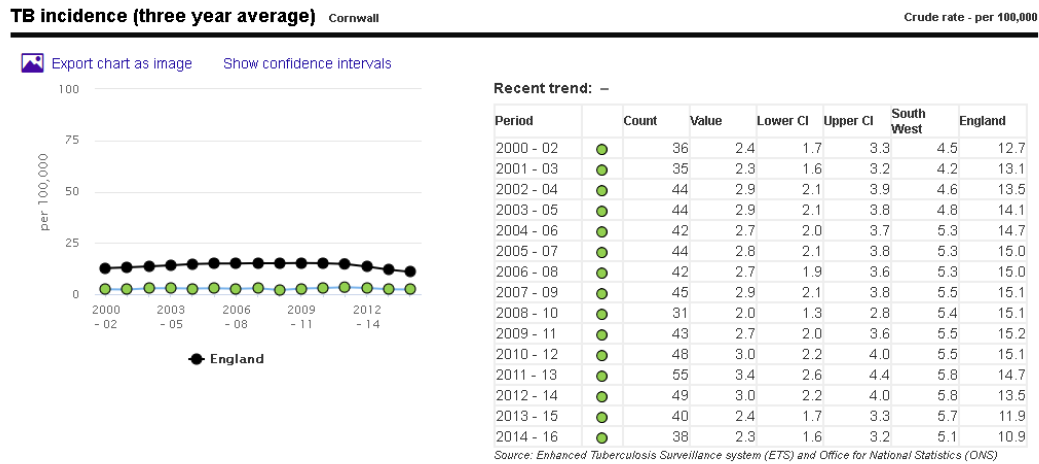 TB incidence (three year average) Cornwall Crude rate - per 100,000
Export chart as image Show confidence intervals
100
75
50
25
0
per 100,000
2000 - 02
2003 - 05
2006 - 08
2009 - 11
2012 - 14
England
Recent trend: –
Period Count Value Lower CI Upper CI South West England
2000 - 02 36 2.4 1.7 3.3 4.5 12.7
2001 - 03 35 2.3 1.6 3.2 4.2 13.1
2002 - 04 44 2.9 2.1 3.9 4.6 13.5
2003 - 05 44 2.9 2.1 3.8 4.8 14.1
2004 - 06 42 2.7 2.0 3.7 5.3 14.7
2005 - 07 44 2.8 2.1 3.8 5.3 15.0
2006 - 08 42 2.7 1.9 3.6 5.3 15.0
2007 - 09 45 2.9 2.1 3.8 5.5 15.1
2008 - 10 31 2.0 1.3 2.8 5.4 15.1
2009 - 11 43 2.7 2.0 3.6 5.5 15.2
2010 - 12 48 3.0 2.2 4.0 5.5 15.1
2011 - 13 55 3.4 2.6 4.4 5.8 14.7
2012 - 14 49 3.0 2.2 4.0 5.8 13.5
2013 - 15 40 2.4 1.7 3.3 5.7 11.9
2014 - 16 38 2.3 1.6 3.2 5.1 10.9
Source: Enhanced Tuberculosis Surveillance system (ETS) and Office for National Statistics (ONS)